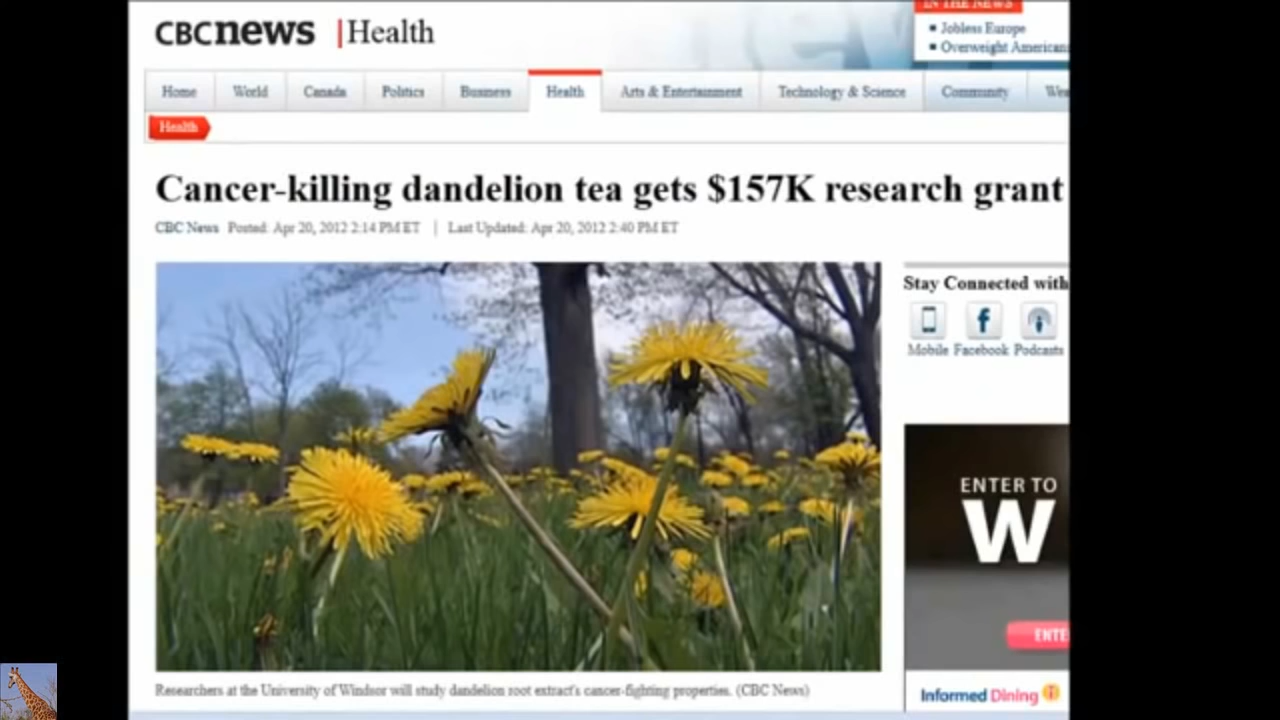 CBCnews | Health
IN THE NEWS
Jobless Europe
Overweight American
Home World Canada Politics Business Health Arts & Entertainment Technology & Science Community
Health
Cancer-killing dandelion tea gets $157K research grant
CBC News Posted: Apr 20, 2012 2:14 PM ET | Last Updated: Apr 20, 2012 2:40 PM ET
Stay Connected with
Mobile Facebook Podcasts
ENTER TO
W
ENTE
Researchers at the University of Windsor will study dandelion root extract's cancer-fighting properties. (CBC News)
Informed Dining